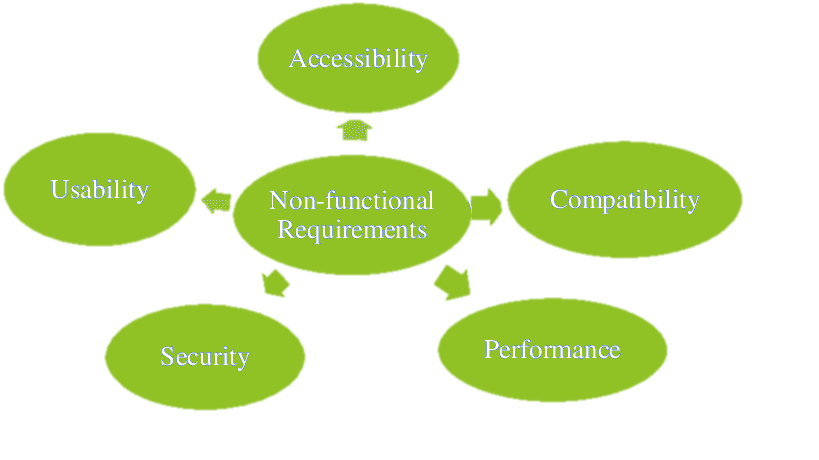 Accessibility
Usability
Non-functional
Requirements
Compatibility
Security
Performance